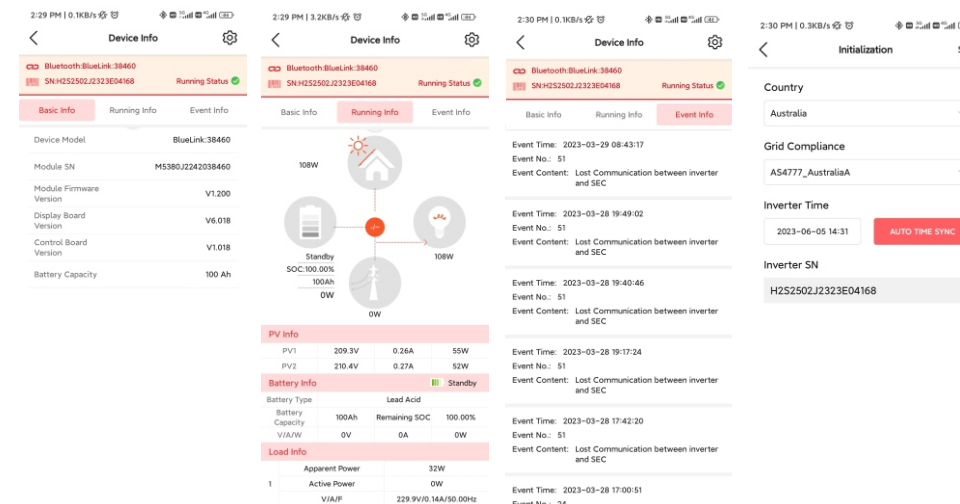 2:29 PM | 0.1KB/s
Device Info
Bluetooth:BlueLink:38460
SN:H2S2502J2323E04168 Running Status
Basic Info Running Info Event Info
Device Model BlueLink:38460
Module SN M5380J2242038460
Module Firmware
Version V1.200
Display Board
Version V6.018
Control Board
Version V1.018
Battery Capacity 100 Ah
2:29 PM | 3.2KB/s
Device Info
Bluetooth:BlueLink:38460
SN:H2S2502J2323E04168 Running Status
Basic Info Running Info Event Info
108W
Standby
SOC:100.00%
100Ah
0W
108W
0W
PV Info
PV1 209.3V 0.26A 55W
PV2 210.4V 0.27A 52W
Battery Info Standby
Battery Type Lead Acid
Battery
Capacity 100Ah Remaining SOC 100.00%
V/A/W 0V 0A 0W
Load Info
Apparent Power 32W
1 Active Power 0W
V/A/F 229.9V/0.14A/50.00Hz
2:30 PM | 0.1KB/s
Device Info
Bluetooth:BlueLink:38460
SN:H2S2502J2323E04168 Running Status
Basic Info Running Info Event Info
Event Time: 2023-03-29 08:43:17
Event No.: 51
Event Content: Lost Communication between inverter
and SEC
Event Time: 2023-03-28 19:49:02
Event No.: 51
Event Content: Lost Communication between inverter
and SEC
Event Time: 2023-03-28 19:40:46
Event No.: 51
Event Content: Lost Communication between inverter
and SEC
Event Time: 2023-03-28 19:17:24
Event No.: 51
Event Content: Lost Communication between inverter
and SEC
Event Time: 2023-03-28 17:42:20
Event No.: 51
Event Content: Lost Communication between inverter
and SEC
Event Time: 2023-03-28 17:00:51
2:30 PM | 0.3KB/s
Initialization
Country
Australia
Grid Compliance
AS4777_AustraliaA
Inverter Time
2023-06-05 14:31 AUTO TIME SYNC
Inverter SN
H2S2502J2323E04168